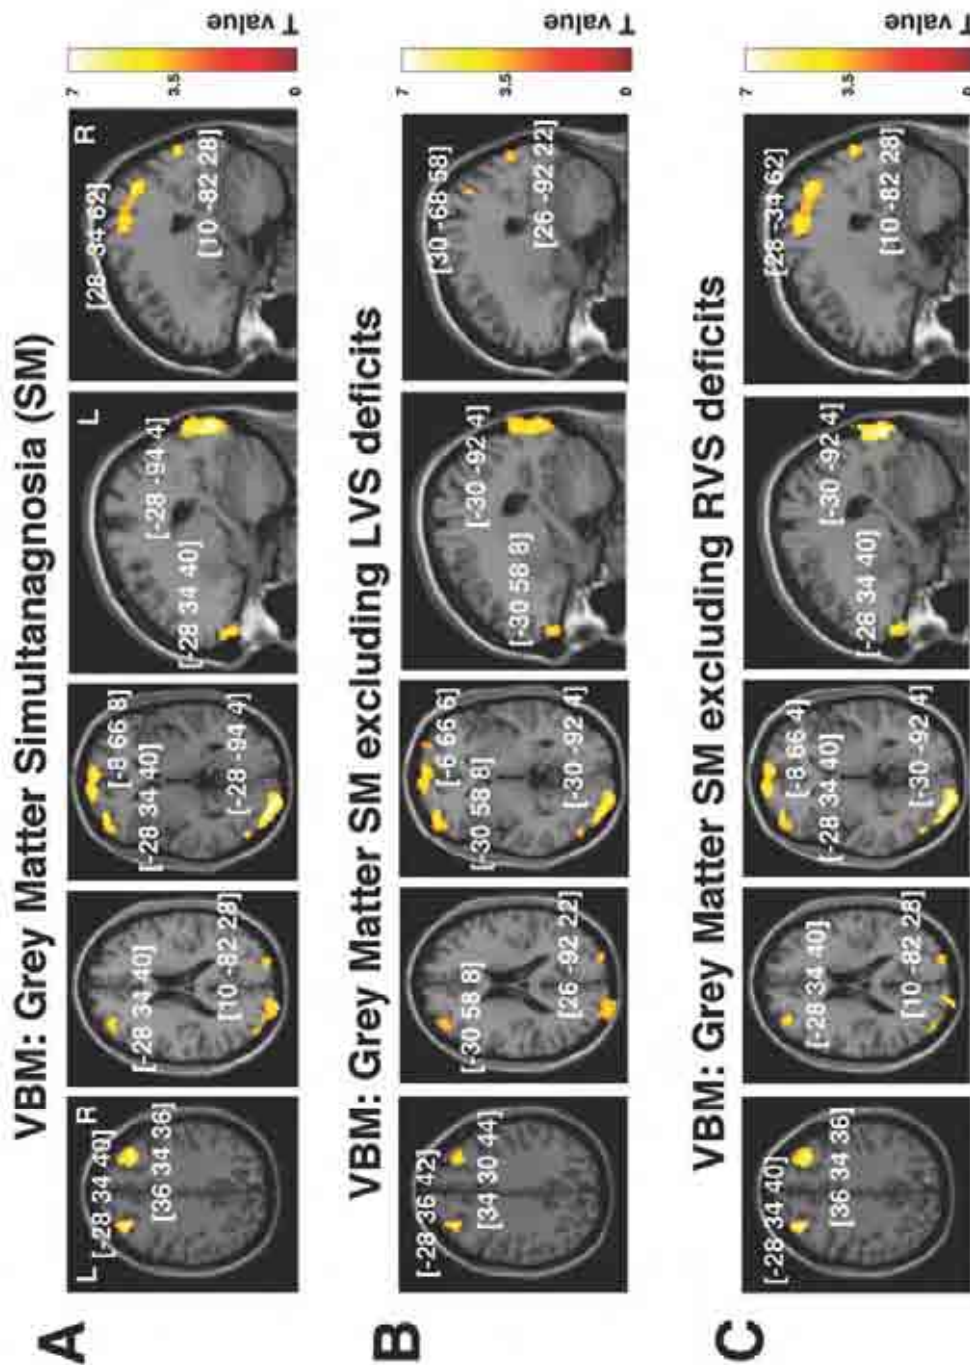 A
VBM: Grey Matter Simultanagnosia (SM)
L
R
[-28 34 40]
[36 34 36]
[-28 34 40]
[10 -82 28]
[-8 66 8]
[-28 34 40]
[-28 -94 4]
L
[-28 -94 4]
[-28 34 40]
R
[28 -34 62]
[10 -82 28]
7
3.5
0
T value
B
VBM: Grey Matter SM excluding LVS deficits
[-28 36 42]
[34 30 44]
[-30 58 8]
[26 -92 22]
[-6 66 6]
[-30 58 8]
[-30 -92 4]
[-30 -92 4]
[-30 58 8]
[30 -68 58]
[26 -92 22]
7
3.5
0
T value
C
VBM: Grey Matter SM excluding RVS deficits
[-28 34 40]
[36 34 36]
[-28 34 40]
[10 -82 28]
[-8 66 4]
[-28 34 40]
[-30 -92 4]
[-30 -92 4]
[-28 34 40]
[28 -34 62]
[10 -82 28]
7
3.5
0
T value